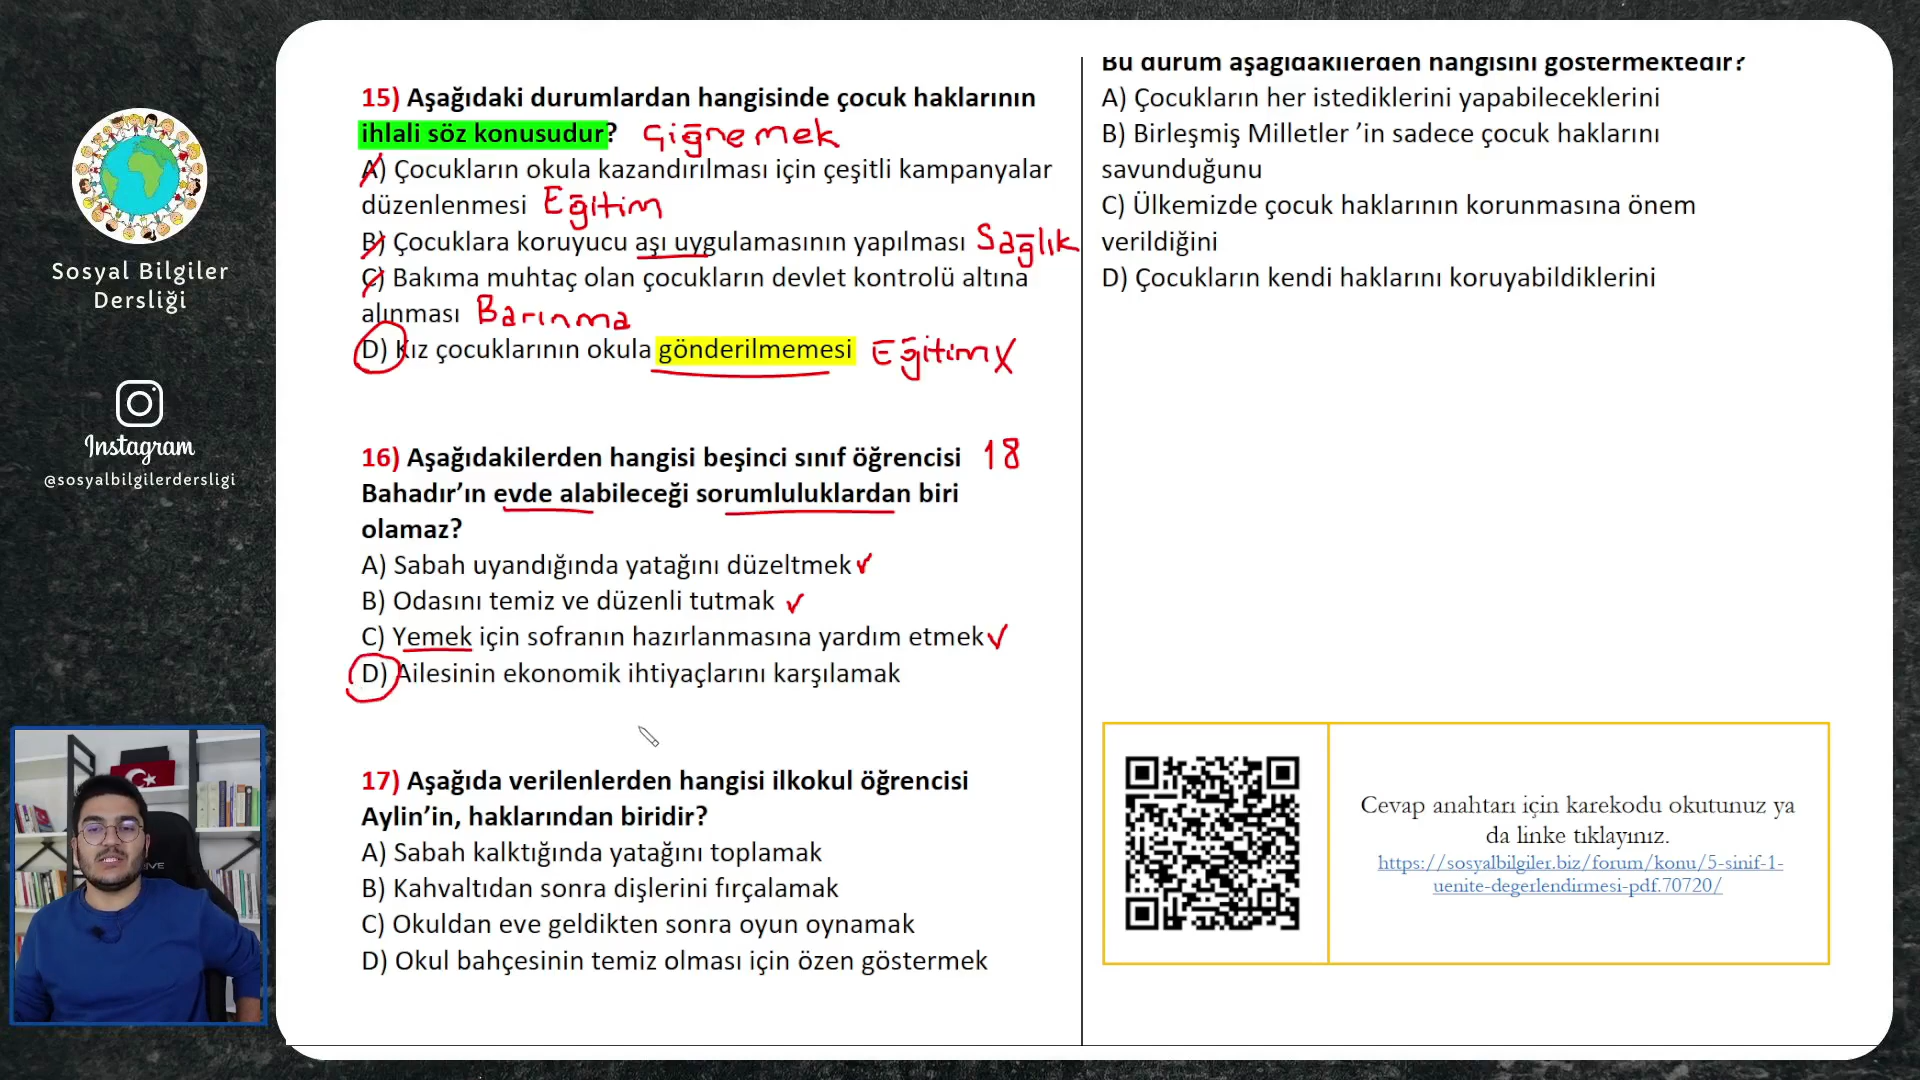 Sosyal Bilgiler
Dersliği
Instagram
@sosyalbilgilerdersligi
15) Aşağıdaki durumlardan hangisinde çocuk haklarının
ihlali söz konusudur? Çiğnemek
A) Çocukların okula kazandırılması için çeşitli kampanyalar
düzenlenmesi Eğitim
B) Çocuklara koruyucu aşı uygulamasının yapılması Sağlık
C) Bakıma muhtaç olan çocukların devlet kontrolü altına
alınması Barınma
D) Kız çocuklarının okula gönderilmemesi Eğitim X
16) Aşağıdakilerden hangisi beşinci sınıf öğrencisi 18
Bahadır’ın evde alabileceği sorumluluklardan biri
olamaz?
A) Sabah uyandığında yatağını düzeltmek ✓
B) Odasını temiz ve düzenli tutmak ✓
C) Yemek için sofranın hazırlanmasına yardım etmek ✓
D) Ailesinin ekonomik ihtiyaçlarını karşılamak
17) Aşağıda verilenlerden hangisi ilkokul öğrencisi
Aylin’in, haklarından biridir?
A) Sabah kalktığında yatağını toplamak
B) Kahvaltıdan sonra dişlerini fırçalamak
C) Okuldan eve geldikten sonra oyun oynamak
D) Okul bahçesinin temiz olması için özen göstermek
Bu durum aşağıdakilerden hangisini göstermektedir?
A) Çocukların her istediklerini yapabileceklerini
B) Birleşmiş Milletler ’in sadece çocuk haklarını
savunduğunu
C) Ülkemizde çocuk haklarının korunmasına önem
verildiğini
D) Çocukların kendi haklarını koruyabildiklerini
Cevap anahtarı için karekodu okutunuz ya
da linke tıklayınız.
https://sosyalbilgiler.biz/forum/konu/5-sinif-1-
uenite-degerlendirmesi-pdf.70720/